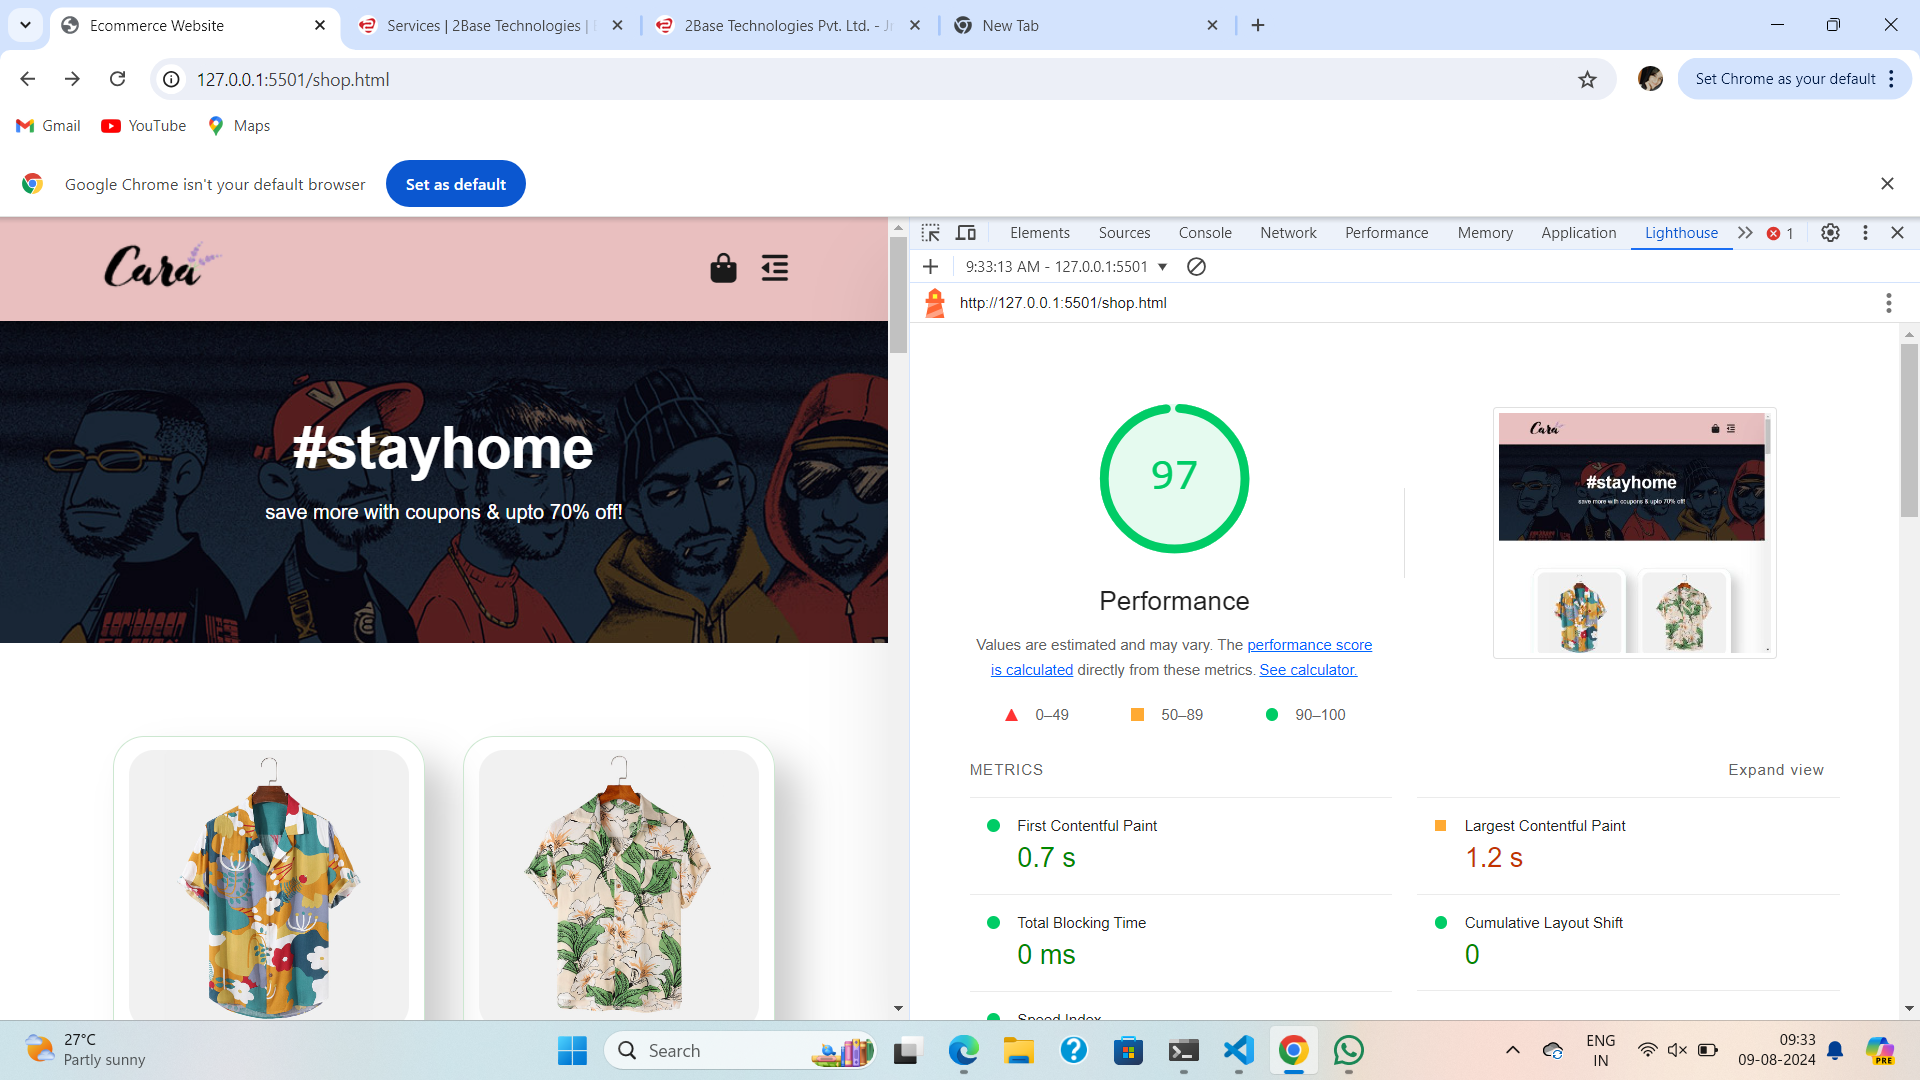 Ecommerce Website
Services | 2Base Technologies |
2Base Technologies Pvt. Ltd. - Jr
New Tab
127.0.0.1:5501/shop.html
Set Chrome as your default
Gmail
YouTube
Maps
Google Chrome isn't your default browser
Set as default
Cara
#stayhome
save more with coupons & upto 70% off!
Elements
Sources
Console
Network
Performance
Memory
Application
Lighthouse
1
9:33:13 AM - 127.0.0.1:5501
http://127.0.0.1:5501/shop.html
97
Performance
Values are estimated and may vary. The performance score
is calculated directly from these metrics. See calculator.
0–49
50–89
90–100
Cara
#stayhome
save more with coupons & upto 70% off!
METRICS
Expand view
First Contentful Paint
0.7 s
Largest Contentful Paint
1.2 s
Total Blocking Time
0 ms
Cumulative Layout Shift
0
Speed Index
27°C
Partly sunny
Search
ENG
IN
09:33
09-08-2024
PRE